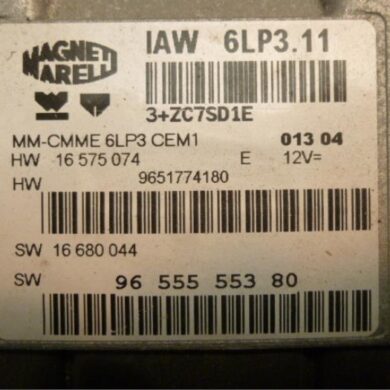 MAGNETI
MARELLI
IAW 6LP3.11
3+ZC7SD1E
MM-CMME 6LP3 CEM1 013 04
HW 16 575 074 E 12V=
HW 9651774180
SW 16 680 044
SW 96 555 553 80